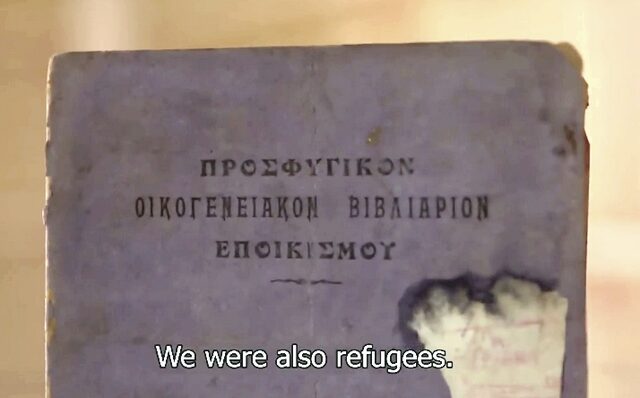 ΠΡΟΣΦΥΓΙΚΟΝ
ΟΙΚΟΓΕΝΕΙΑΚΟΝ ΒΙΒΛΙΑΡΙΟΝ
ΕΠΟΙΚΙΣΜΟΥ
We were also refugees.